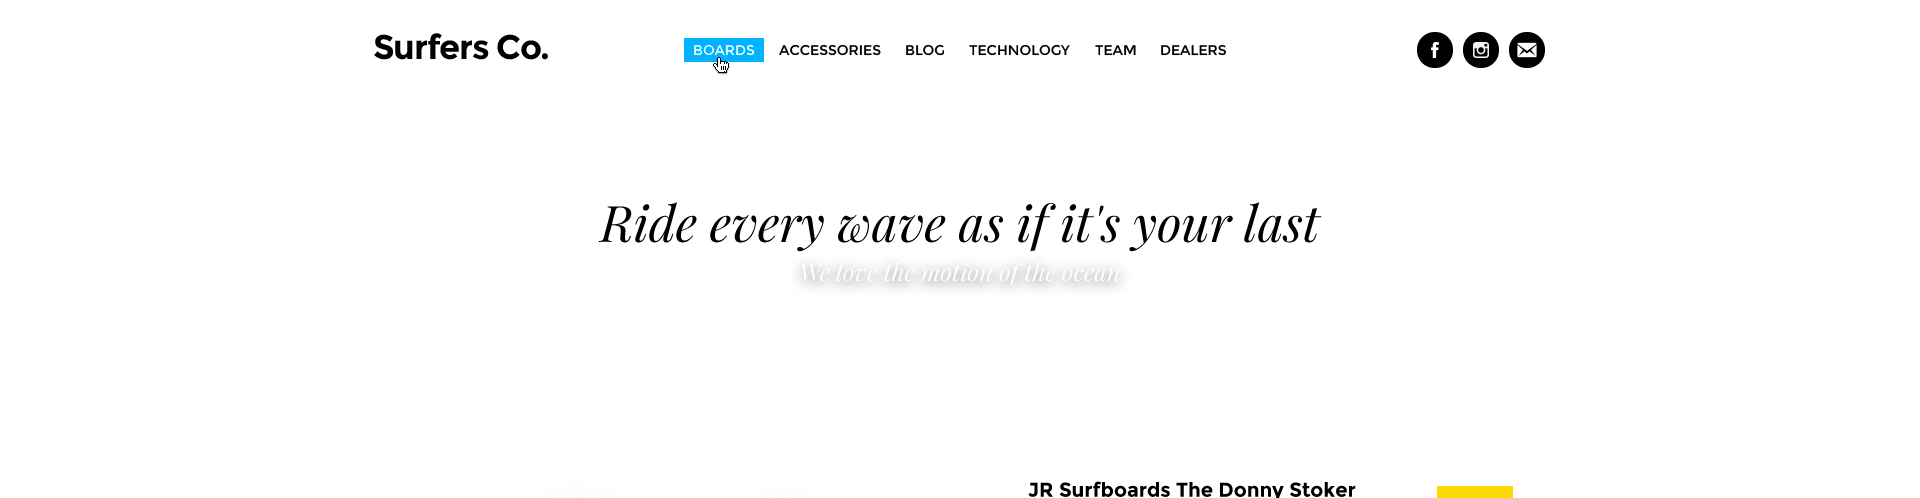 Surfers Co.
BOARDS ACCESSORIES BLOG TECHNOLOGY TEAM DEALERS
Ride every wave as if it's your last
We love the motion of the ocean
JR Surfboards The Donny Stoker